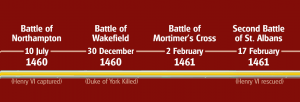 Battle of
Northampton
10 July
1460
(Henry VI captured)
Battle of
Wakefield
30 December
1460
(Duke of York Killed)
Battle of
Mortimer's Cross
2 February
1461
Second Battle
of St. Albans
17 February
1461
(Henry VI rescued)